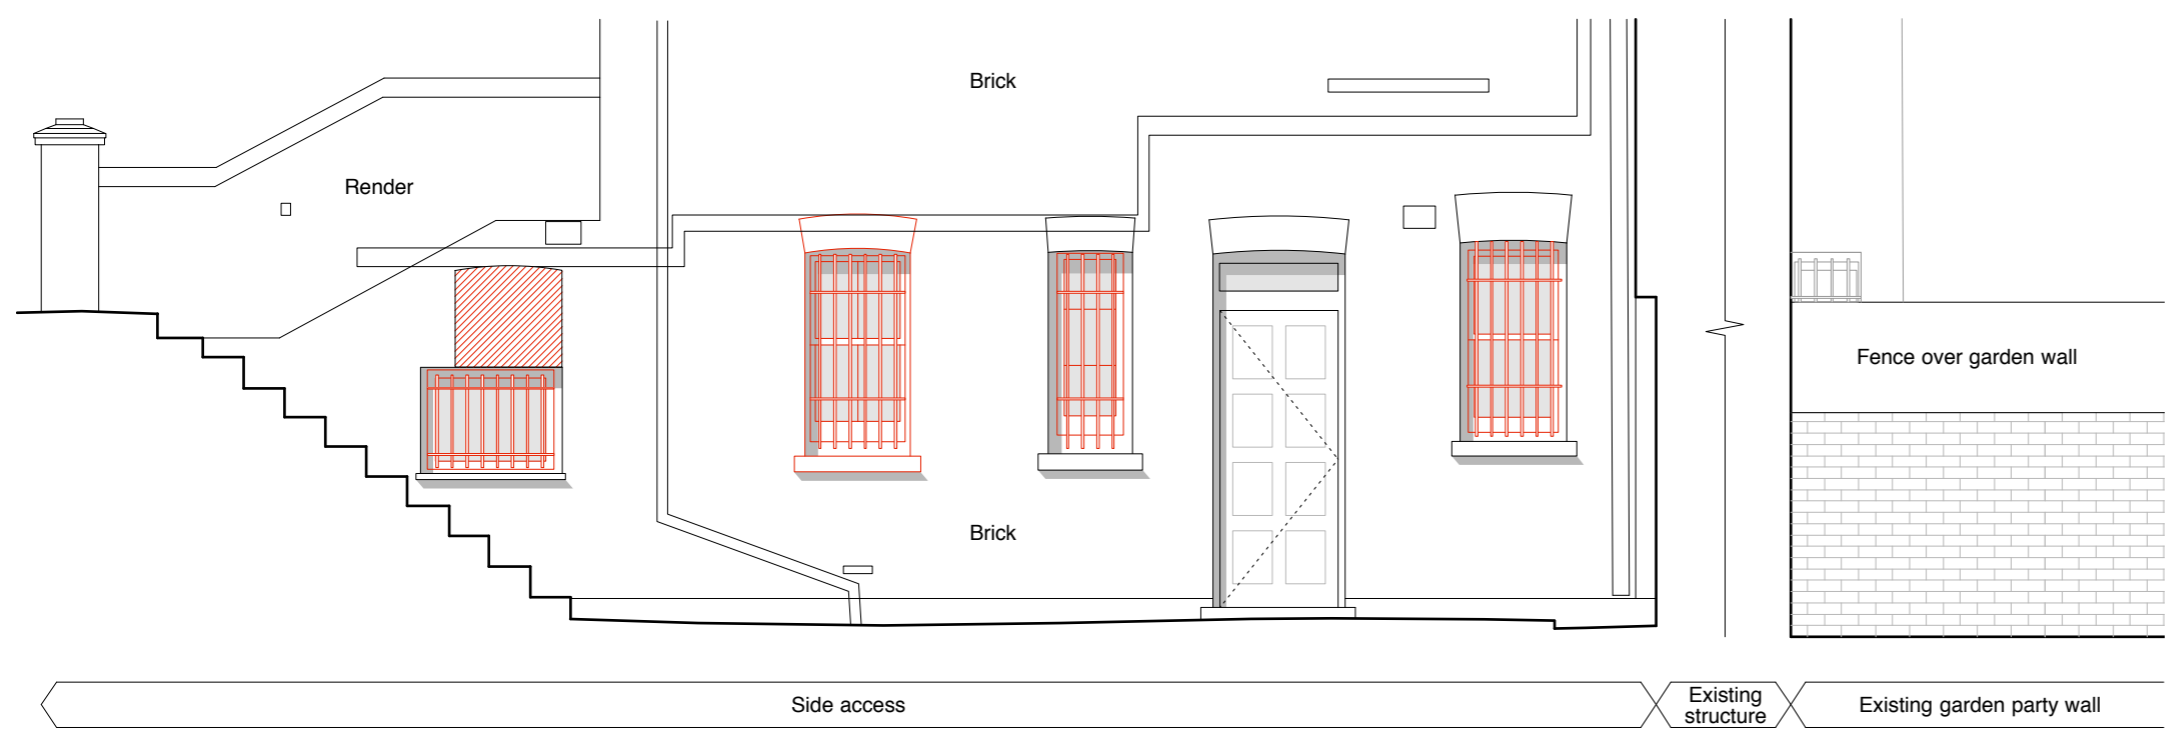 Brick
Render
Fence over garden wall
Brick
Side access
Existing
structure
Existing garden party wall